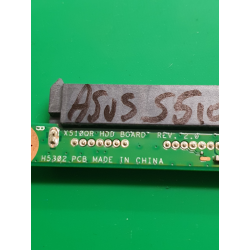 ASUS S510
B
X510QR HDD BOARD REV. 2.0
H5302 PCB MADE IN CHINA